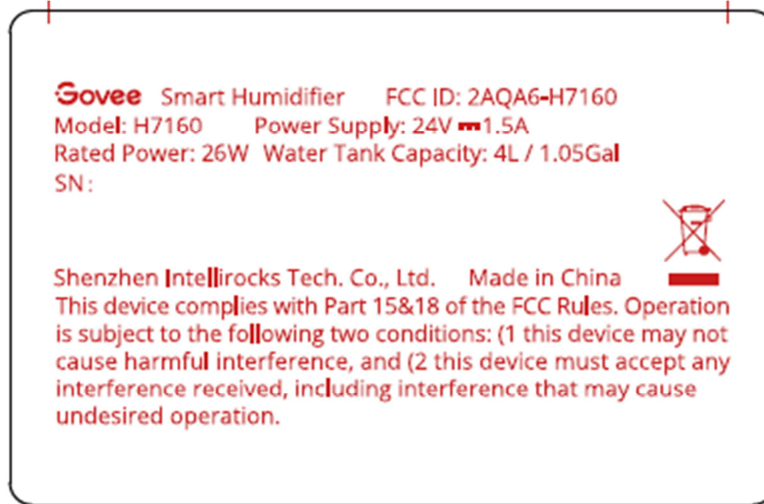 Govee Smart Humidifier FCC ID: 2AQA6-H7160
Model: H7160 Power Supply: 24V ⎓1.5A
Rated Power: 26W Water Tank Capacity: 4L / 1.05Gal
SN:
Shenzhen Intellirocks Tech. Co., Ltd. Made in China
This device complies with Part 15&18 of the FCC Rules. Operation
is subject to the following two conditions: (1 this device may not
cause harmful interference, and (2 this device must accept any
interference received, including interference that may cause
undesired operation.